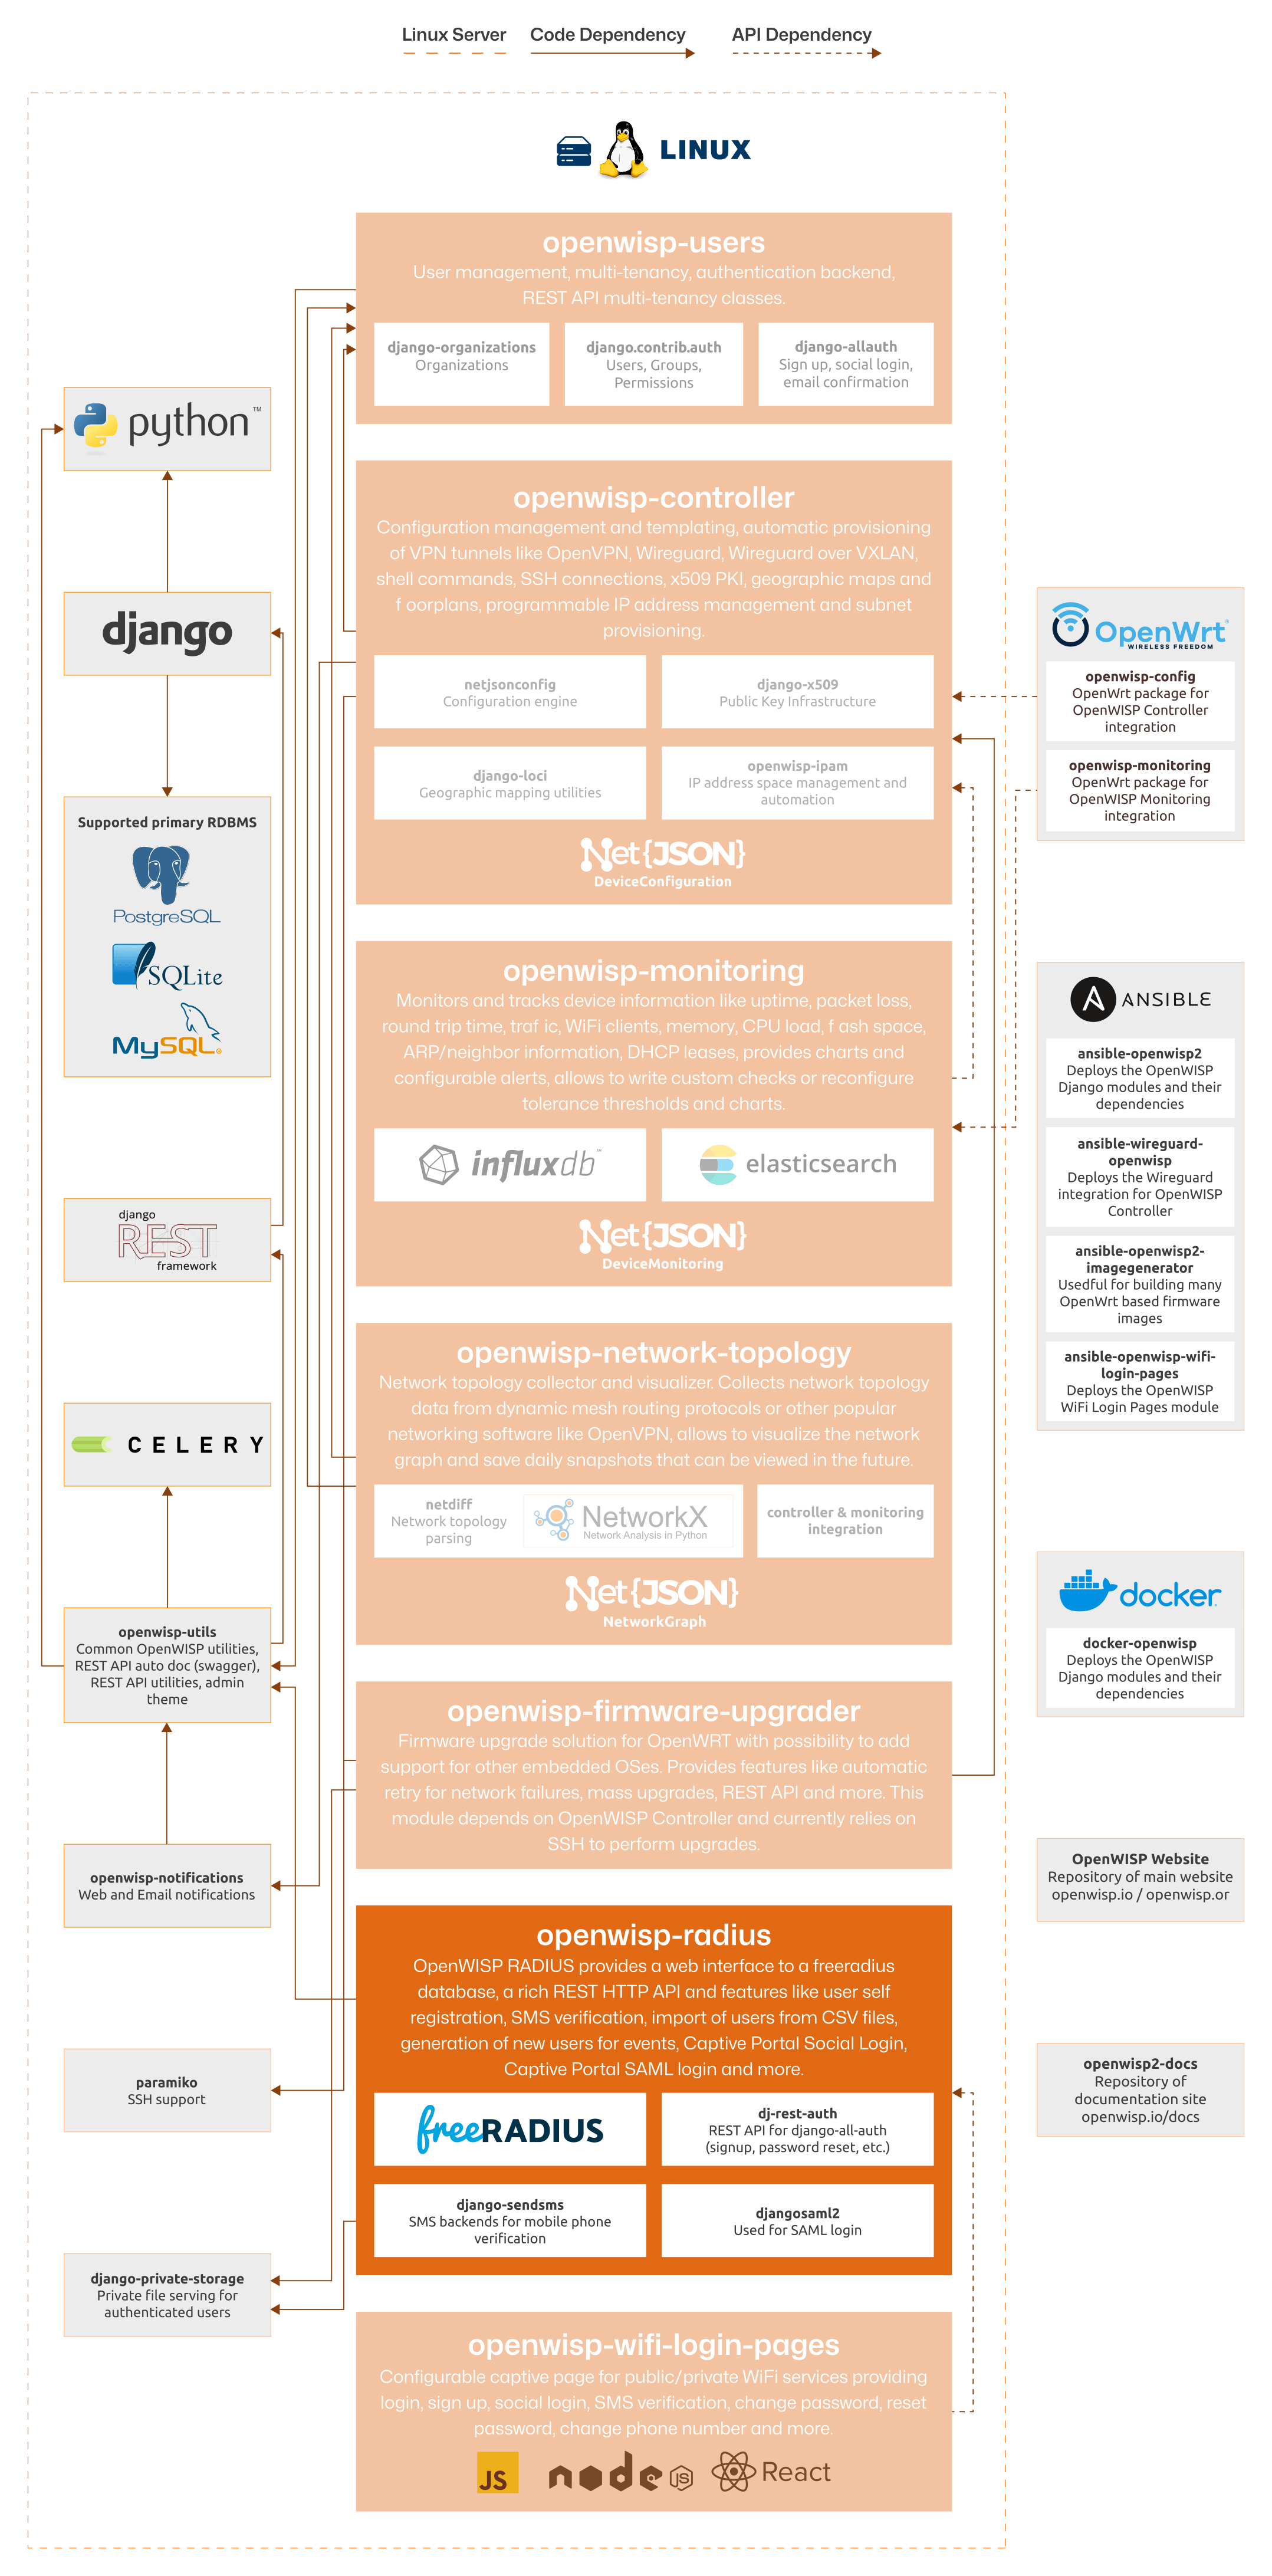 Linux Server
Code Dependency
API Dependency
LINUX
openwisp-users
User management, multi-tenancy, authentication backend,
REST API multi-tenancy classes.
django-organizations
Organizations
django.contrib.auth
Users, Groups,
Permissions
django-allauth
Sign up, social login,
email confirmation
python™
django
Supported primary RDBMS
PostgreSQL
SQLite
MySQL®
django
REST
framework
CELERY
openwisp-utils
Common OpenWISP utilities,
REST API auto doc (swagger),
REST API utilities, admin
theme
openwisp-notifications
Web and Email notifications
paramiko
SSH support
django-private-storage
Private file serving for
authenticated users
openwisp-controller
Configuration management and templating, automatic provisioning
of VPN tunnels like OpenVPN, Wireguard, Wireguard over VXLAN,
shell commands, SSH connections, x509 PKI, geographic maps and
f oorplans, programmable IP address management and subnet
provisioning.
netjsonconfig
Configuration engine
django-x509
Public Key Infrastructure
django-loci
Geographic mapping utilities
openwisp-ipam
IP address space management and
automation
Net{JSON}
DeviceConfiguration
openwisp-monitoring
Monitors and tracks device information like uptime, packet loss,
round trip time, traf ic, WiFi clients, memory, CPU load, f ash space,
ARP/neighbor information, DHCP leases, provides charts and
configurable alerts, allows to write custom checks or reconfigure
tolerance thresholds and charts.
influxdb™
elasticsearch
Net{JSON}
DeviceMonitoring
openwisp-network-topology
Network topology collector and visualizer. Collects network topology
data from dynamic mesh routing protocols or other popular
networking software like OpenVPN, allows to visualize the network
graph and save daily snapshots that can be viewed in the future.
netdiff
Network topology
parsing
NetworkX
Network Analysis in Python
controller & monitoring
integration
Net{JSON}
NetworkGraph
openwisp-firmware-upgrader
Firmware upgrade solution for OpenWRT with possibility to add
support for other embedded OSes. Provides features like automatic
retry for network failures, mass upgrades, REST API and more. This
module depends on OpenWISP Controller and currently relies on
SSH to perform upgrades.
openwisp-radius
OpenWISP RADIUS provides a web interface to a freeradius
database, a rich REST HTTP API and features like user self
registration, SMS verification, import of users from CSV files,
generation of new users for events, Captive Portal Social Login,
Captive Portal SAML login and more.
freeRADIUS
dj-rest-auth
REST API for django-all-auth
(signup, password reset, etc.)
django-sendsms
SMS backends for mobile phone
verification
djangosaml2
Used for SAML login
openwisp-wifi-login-pages
Configurable captive page for public/private WiFi services providing
login, sign up, social login, SMS verification, change password, reset
password, change phone number and more.
JS
node JS
React
OpenWrt®
WIRELESS FREEDOM
openwisp-config
OpenWrt package for
OpenWISP Controller
integration
openwisp-monitoring
OpenWrt package for
OpenWISP Monitoring
integration
ANSIBLE
ansible-openwisp2
Deploys the OpenWISP
Django modules and their
dependencies
ansible-wireguard-
openwisp
Deploys the Wireguard
integration for OpenWISP
Controller
ansible-openwisp2-
imagegenerator
Usedful for building many
OpenWrt based firmware
images
ansible-openwisp-wifi-
login-pages
Deploys the OpenWISP
WiFi Login Pages module
docker
docker-openwisp
Deploys the OpenWISP
Django modules and their
dependencies
OpenWISP Website
Repository of main website
openwisp.io / openwisp.or
openwisp2-docs
Repository of
documentation site
openwisp.io/docs